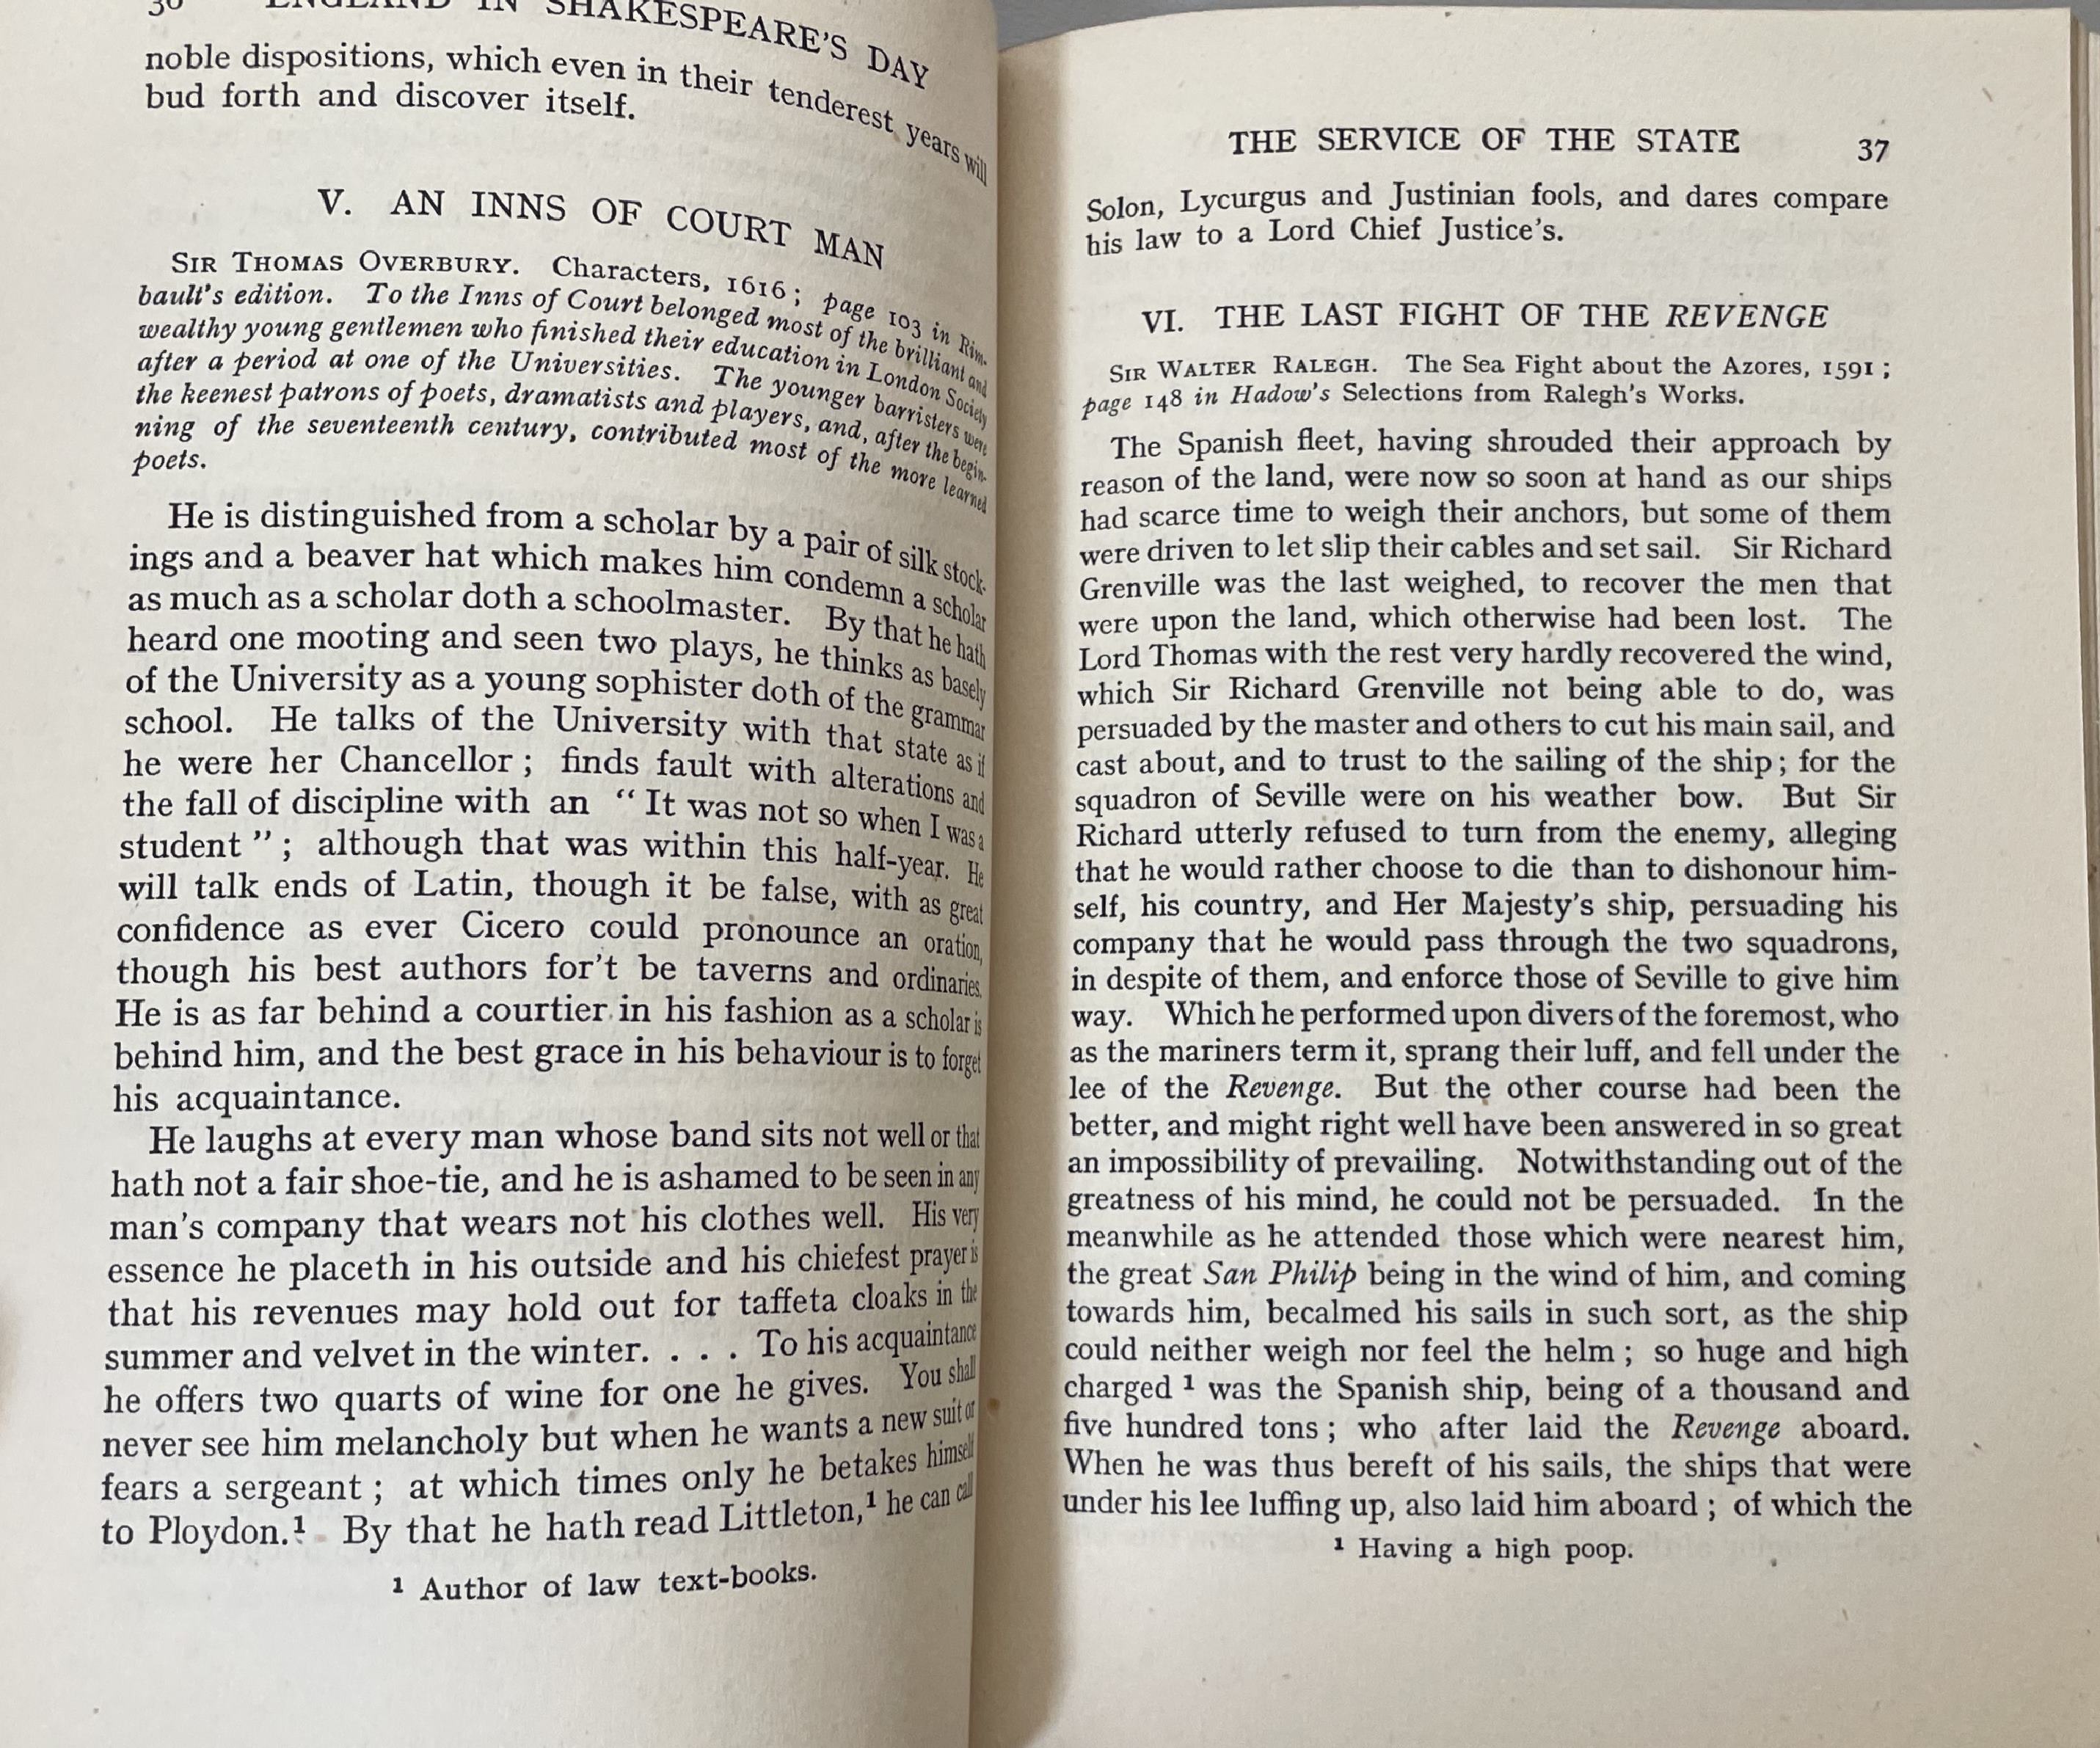 36 ENGLAND IN SHAKESPEARE'S DAY
noble dispositions, which even in their tenderest years will
bud forth and discover itself.
V. AN INNS OF COURT MAN
SIR THOMAS OVERBURY. Characters, 1616; page 103 in Rim-
bault's edition. To the Inns of Court belonged most of the brilliant and
wealthy young gentlemen who finished their education in London Society
after a period at one of the Universities. The younger barristers were
the keenest patrons of poets, dramatists and players, and, after the begin-
ning of the seventeenth century, contributed most of the more learned
poets.
He is distinguished from a scholar by a pair of silk stock-
ings and a beaver hat which makes him condemn a scholar
as much as a scholar doth a schoolmaster. By that he hath
heard one mooting and seen two plays, he thinks as basely
of the University as a young sophister doth of the grammar
school. He talks of the University with that state as if
he were her Chancellor; finds fault with alterations and
the fall of discipline with an "It was not so when I was a
student"; although that was within this half-year. He
will talk ends of Latin, though it be false, with as great
confidence as ever Cicero could pronounce an oration,
though his best authors for't be taverns and ordinaries.
He is as far behind a courtier in his fashion as a scholar is
behind him, and the best grace in his behaviour is to forget
his acquaintance.
He laughs at every man whose band sits not well or that
hath not a fair shoe-tie, and he is ashamed to be seen in any
man's company that wears not his clothes well. His very
essence he placeth in his outside and his chiefest prayer is
that his revenues may hold out for taffeta cloaks in the
summer and velvet in the winter. . . . To his acquaintance
he offers two quarts of wine for one he gives. You shall
never see him melancholy but when he wants a new suit or
fears a sergeant; at which times only he betakes himself
to Ploydon.¹ By that he hath read Littleton,¹ he can call
¹ Author of law text-books.
THE SERVICE OF THE STATE 37
Solon, Lycurgus and Justinian fools, and dares compare
his law to a Lord Chief Justice's.
VI. THE LAST FIGHT OF THE REVENGE
SIR WALTER RALEGH. The Sea Fight about the Azores, 1591;
page 148 in Hadow's Selections from Ralegh's Works.
The Spanish fleet, having shrouded their approach by
reason of the land, were now so soon at hand as our ships
had scarce time to weigh their anchors, but some of them
were driven to let slip their cables and set sail. Sir Richard
Grenville was the last weighed, to recover the men that
were upon the land, which otherwise had been lost. The
Lord Thomas with the rest very hardly recovered the wind,
which Sir Richard Grenville not being able to do, was
persuaded by the master and others to cut his main sail, and
cast about, and to trust to the sailing of the ship; for the
squadron of Seville were on his weather bow. But Sir
Richard utterly refused to turn from the enemy, alleging
that he would rather choose to die than to dishonour him-
self, his country, and Her Majesty's ship, persuading his
company that he would pass through the two squadrons,
in despite of them, and enforce those of Seville to give him
way. Which he performed upon divers of the foremost, who
as the mariners term it, sprang their luff, and fell under the
lee of the Revenge. But the other course had been the
better, and might right well have been answered in so great
an impossibility of prevailing. Notwithstanding out of the
greatness of his mind, he could not be persuaded. In the
meanwhile as he attended those which were nearest him,
the great San Philip being in the wind of him, and coming
towards him, becalmed his sails in such sort, as the ship
could neither weigh nor feel the helm; so huge and high
charged ¹ was the Spanish ship, being of a thousand and
five hundred tons; who after laid the Revenge aboard.
When he was thus bereft of his sails, the ships that were
under his lee luffing up, also laid him aboard; of which the
¹ Having a high poop.